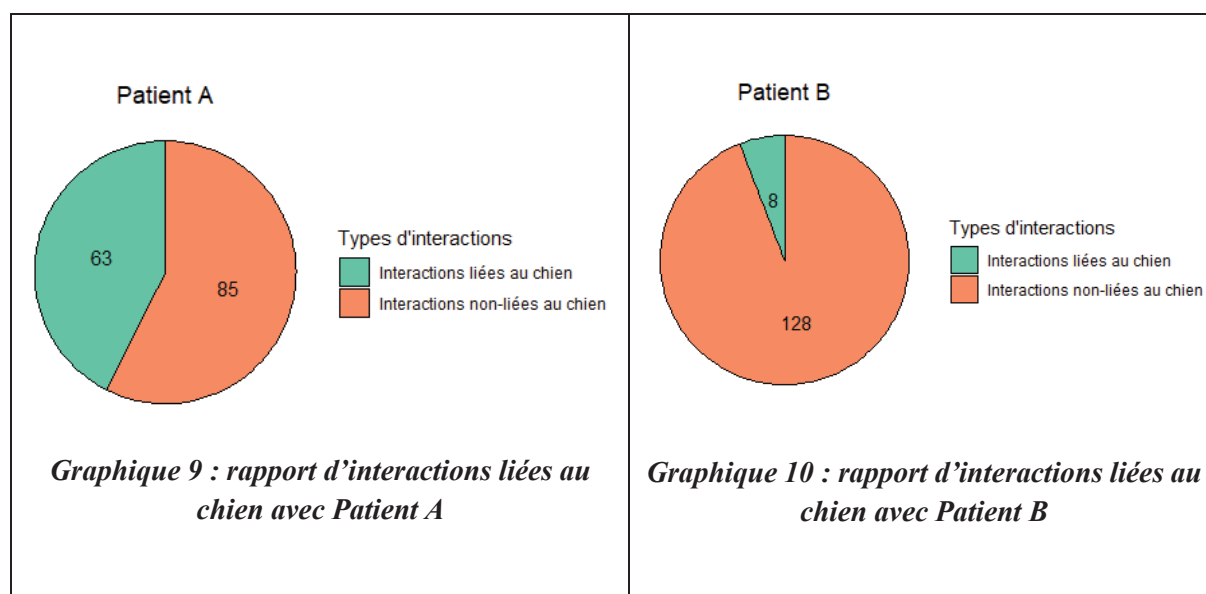 Patient A
63
85
Types d'interactions
Interactions liées au chien
Interactions non-liées au chien
Graphique 9 : rapport d’interactions liées au
chien avec Patient A
Patient B
8
128
Types d'interactions
Interactions liées au chien
Interactions non-liées au chien
Graphique 10 : rapport d’interactions liées au
chien avec Patient B